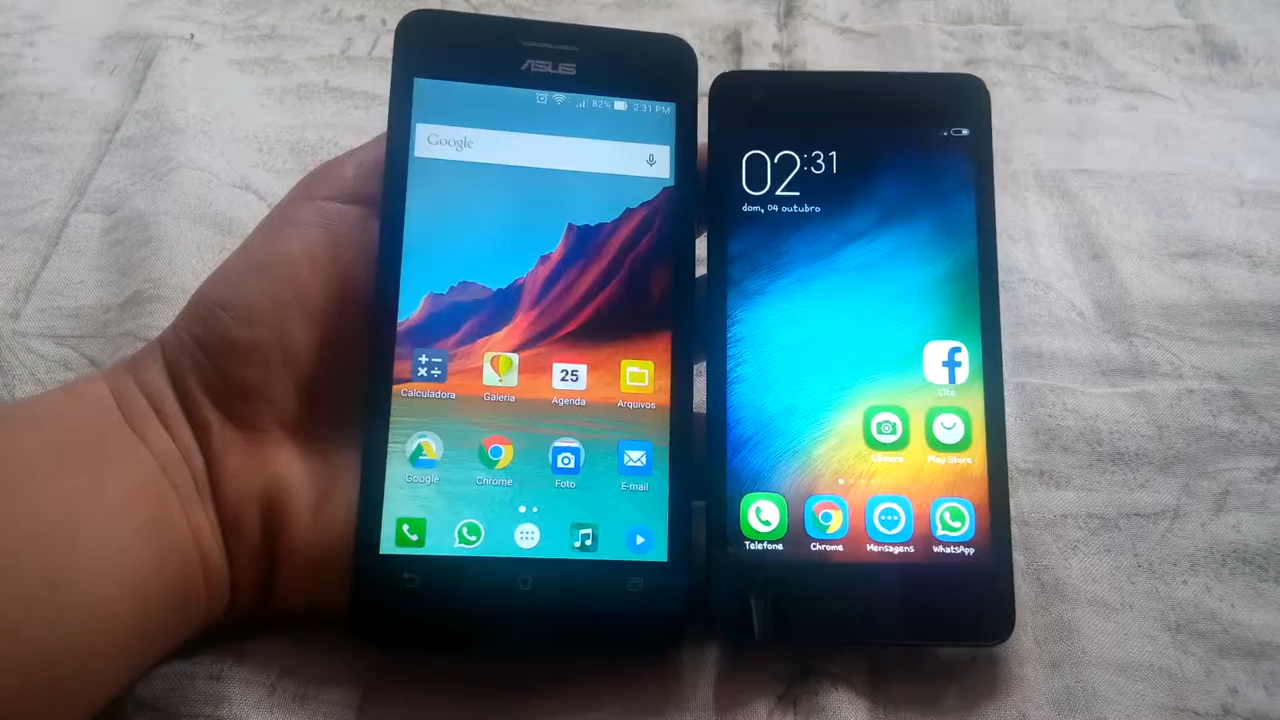 ASUS
82% 2:31 PM
Google
Calculadora
Galeria
25
Agenda
Arquivos
Google
Chrome
Foto
E-mail
02:31
dom, 04 outubro
Lite
Câmera
Play Store
Telefone
Chrome
Mensagens
WhatsApp